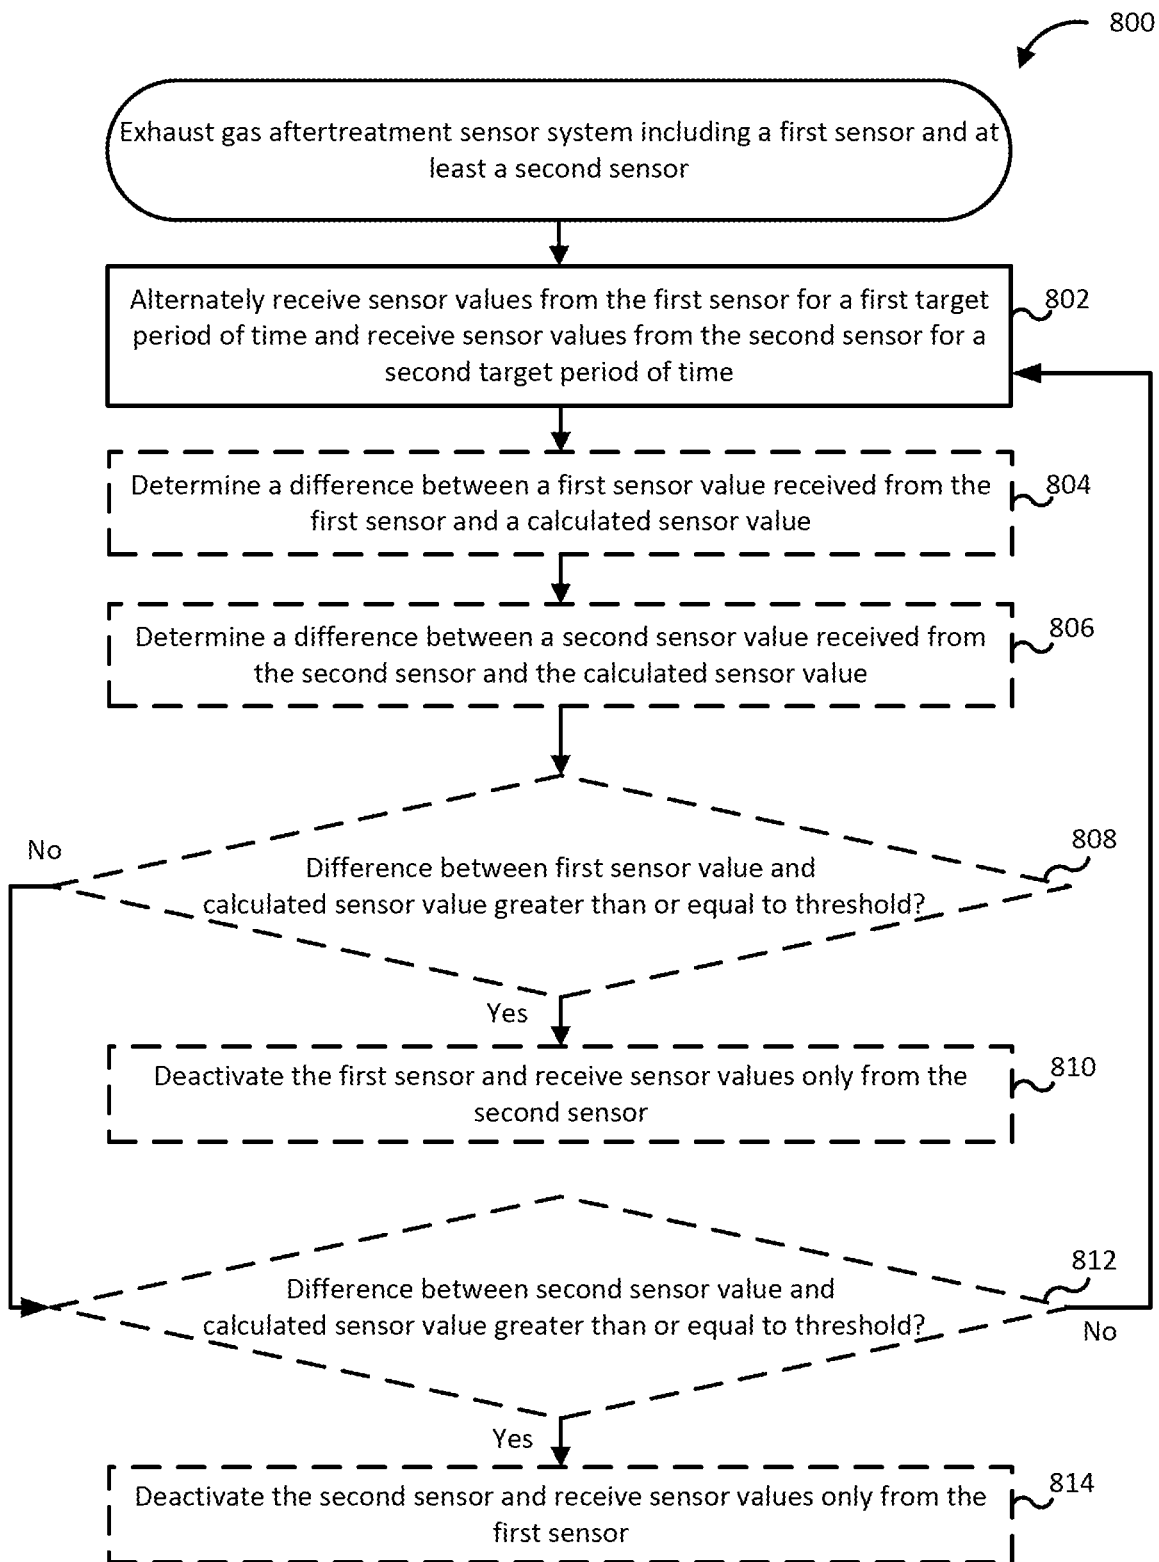 800
Exhaust gas aftertreatment sensor system including a first sensor and at
least a second sensor
Alternately receive sensor values from the first sensor for a first target
period of time and receive sensor values from the second sensor for a
second target period of time
802
Determine a difference between a first sensor value received from the
first sensor and a calculated sensor value
804
Determine a difference between a second sensor value received from
the second sensor and the calculated sensor value
806
No
808
Difference between first sensor value and
calculated sensor value greater than or equal to threshold?
Yes
Deactivate the first sensor and receive sensor values only from the
second sensor
810
812
Difference between second sensor value and
calculated sensor value greater than or equal to threshold?
No
Yes
Deactivate the second sensor and receive sensor values only from the
first sensor
814